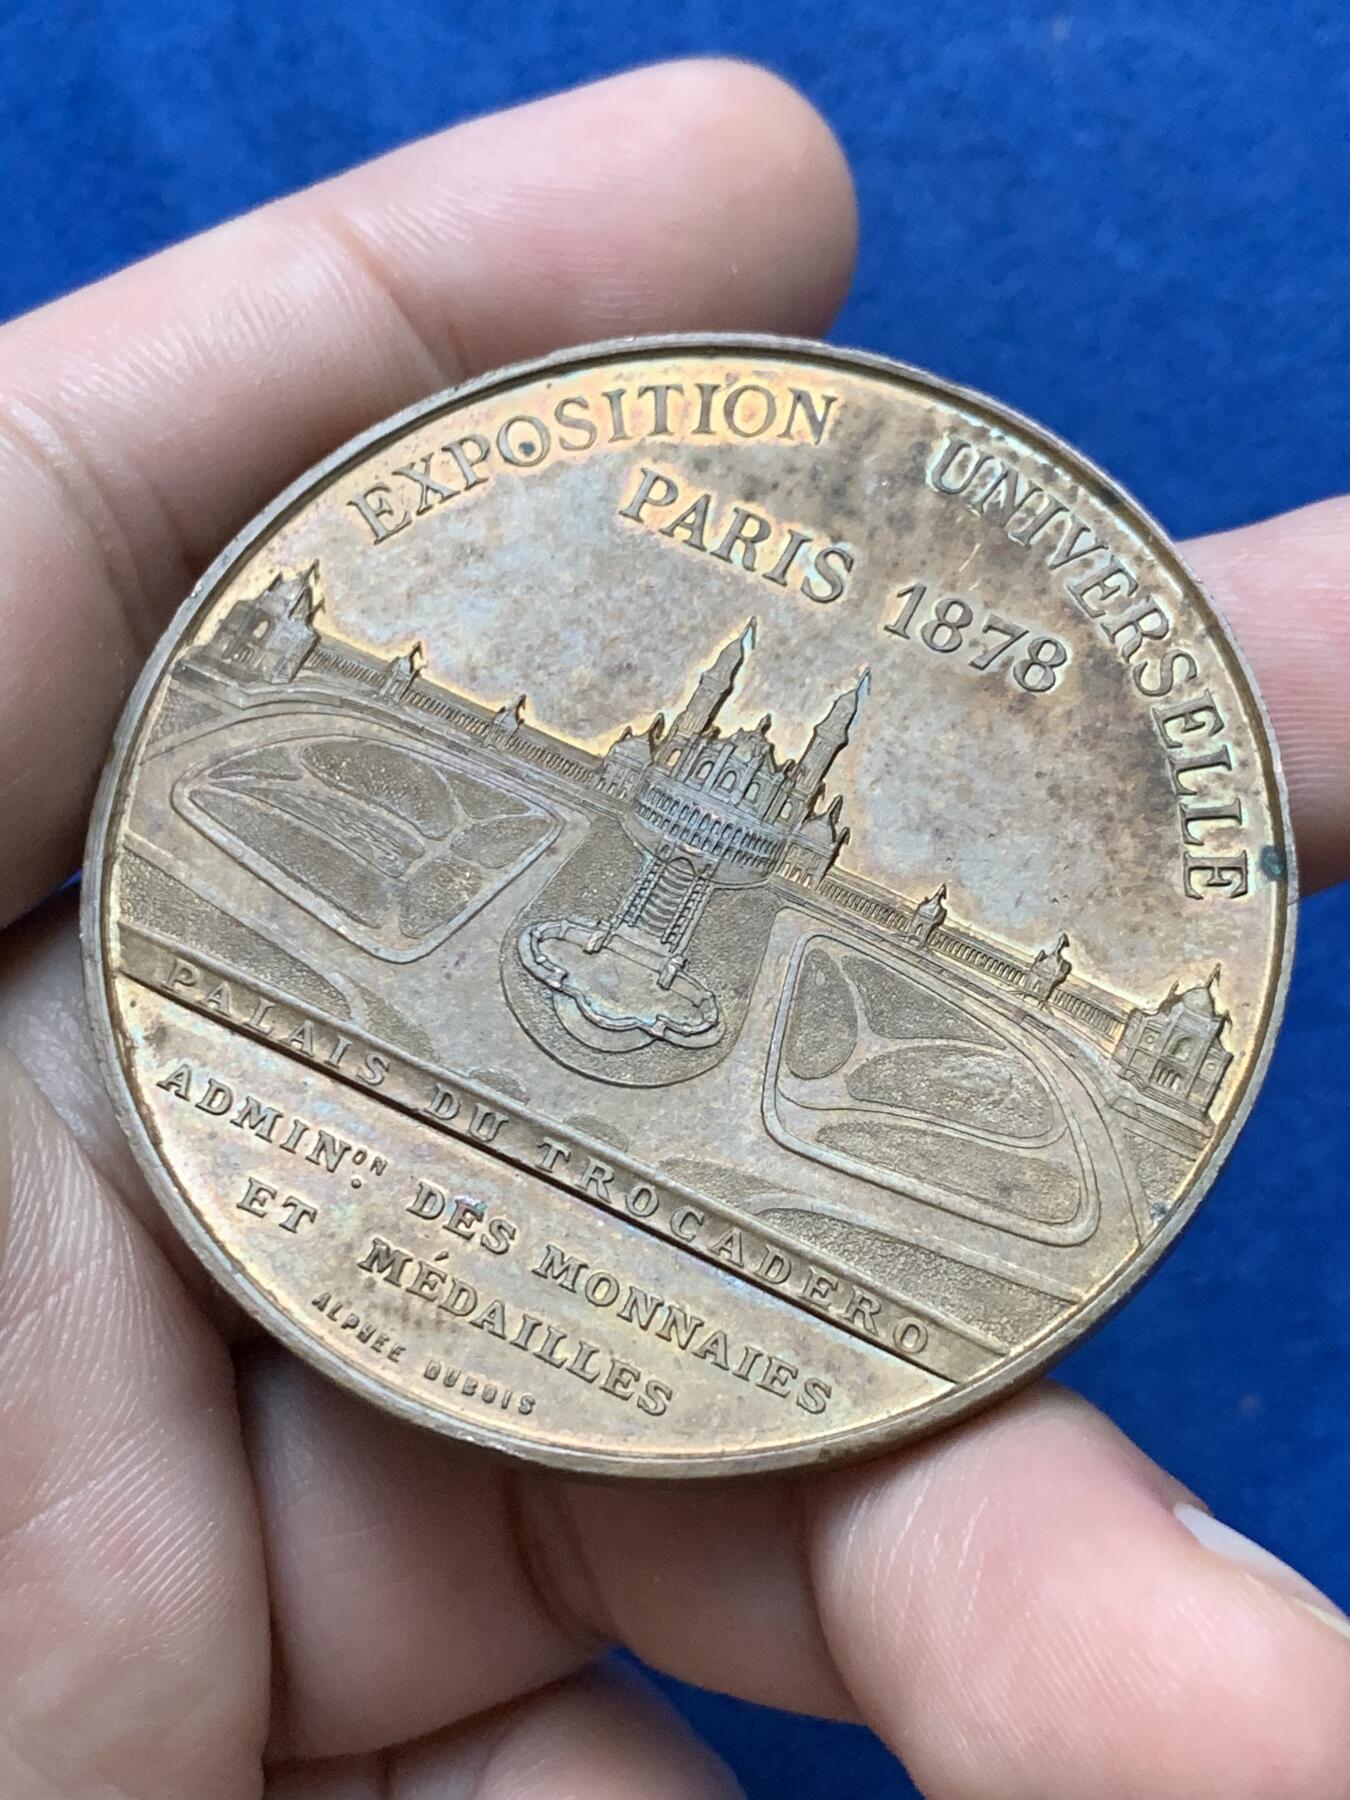 EXPOSITION UNIVERSELLE
PARIS 1878
PALAIS DU TROCADERO
ADMINᴼᴺ. DES MONNAIES
ET MÉDAILLES
ALPHÉE DUBOIS